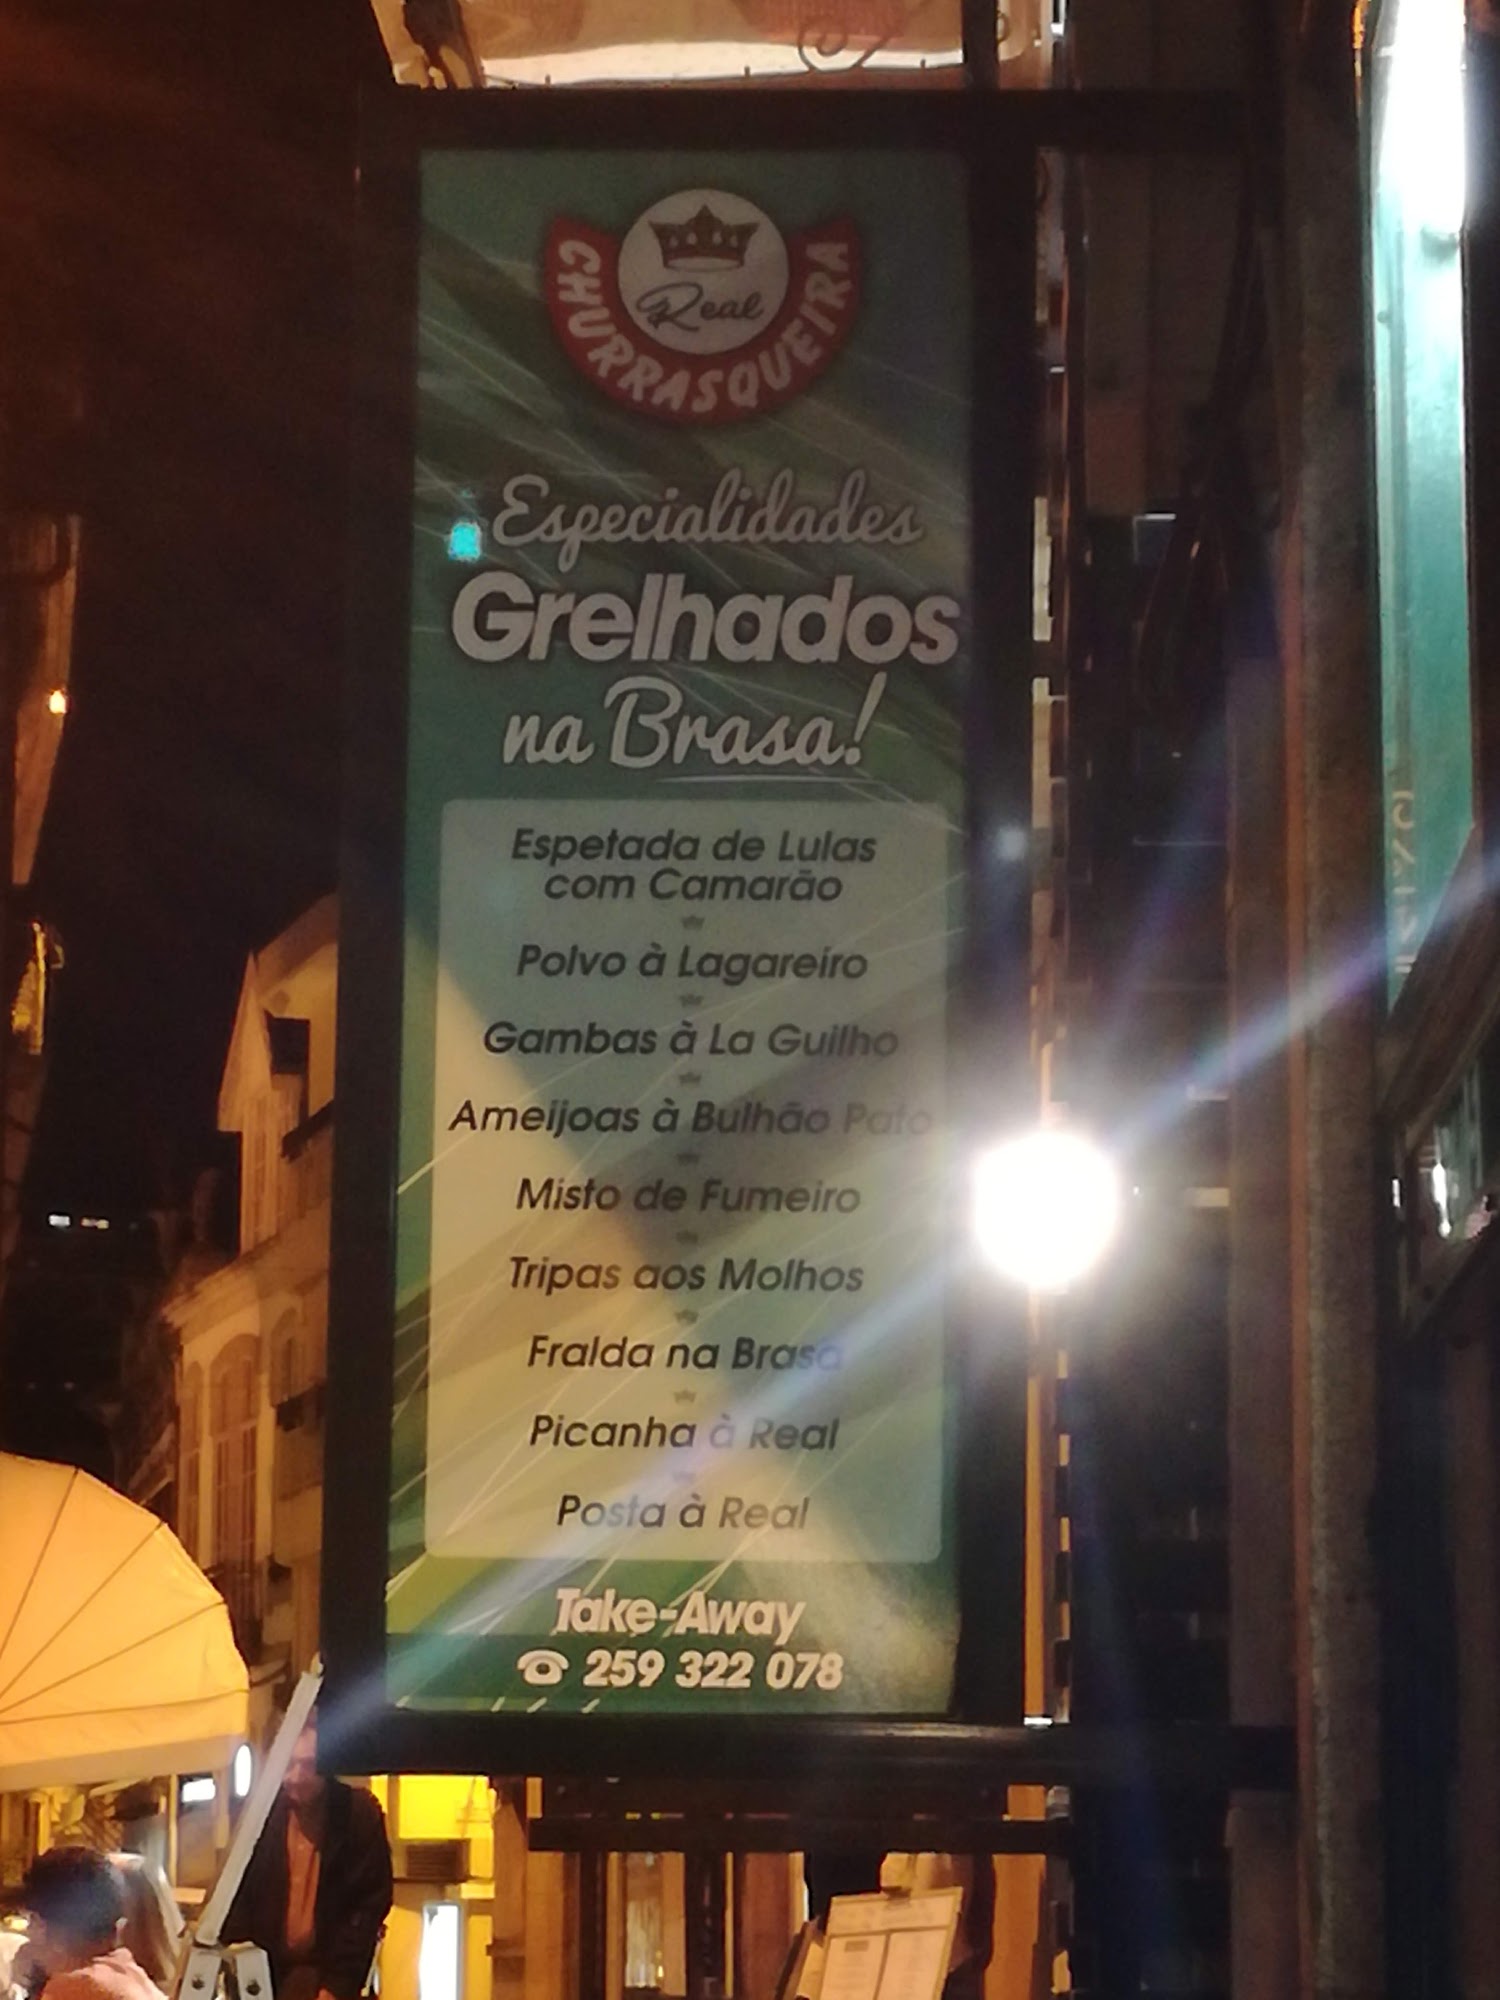 Real
CHURRASQUEIRA
Especialidades
Grelhados
na Brasa!
Espetada de Lulas
com Camarão
Polvo à Lagareiro
Gambas à La Guilho
Ameijoas à Bulhão Pato
Misto de Fumeiro
Tripas aos Molhos
Fralda na Brasa
Picanha à Real
Posta à Real
Take-Away
☎ 259 322 078